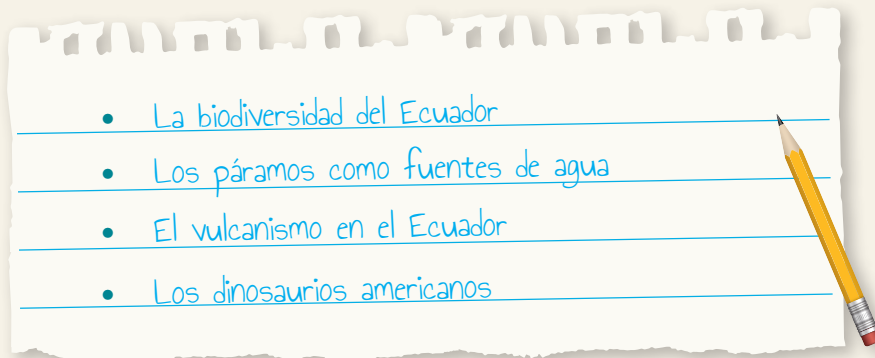 • La biodiversidad del Ecuador
• Los páramos como fuentes de agua
• El vulcanismo en el Ecuador
• Los dinosaurios americanos